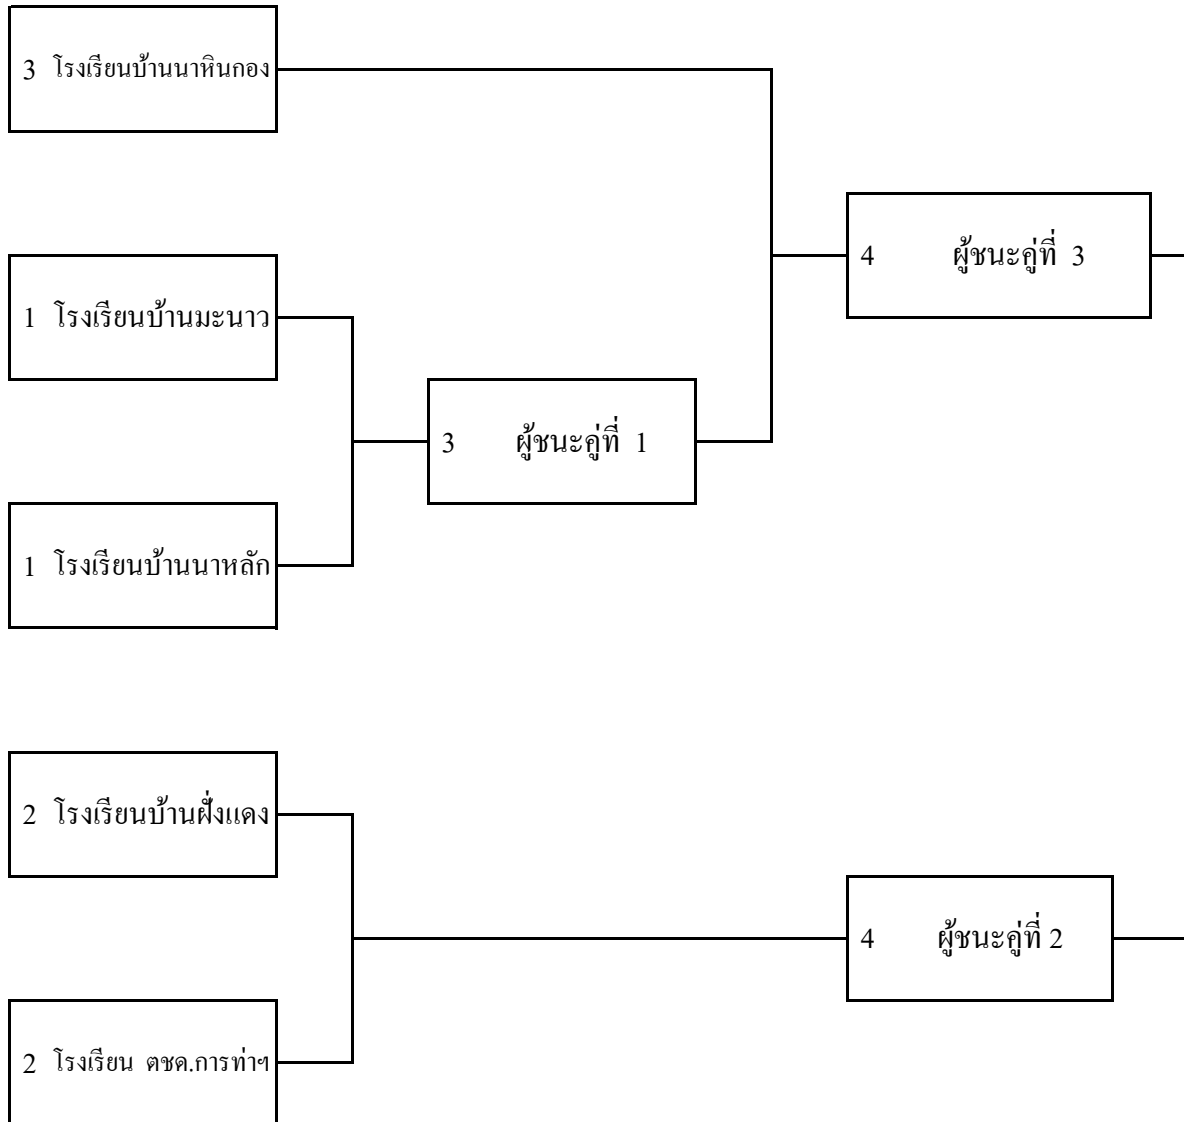 3 โรงเรียนบ้านนาหินกอง
4 ผู้ชนะคู่ที่ 3
1 โรงเรียนบ้านมะนาว
3 ผู้ชนะคู่ที่ 1
1 โรงเรียนบ้านนาหลัก
2 โรงเรียนบ้านฝั่งแดง
4 ผู้ชนะคู่ที่ 2
2 โรงเรียน ตชด.การท่าฯ